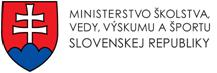 MINISTERSTVO ŠKOLSTVA,
VEDY, VÝSKUMU A ŠPORTU
SLOVENSKEJ REPUBLIKY